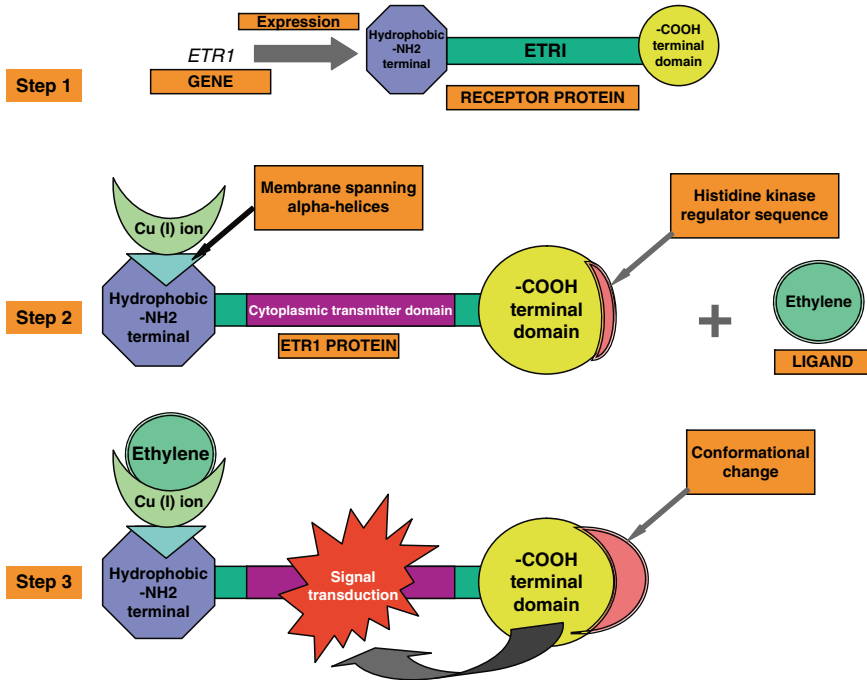 Step 1
Expression
ETR1
GENE
Hydrophobic
-NH2
terminal
ETRI
RECEPTOR PROTEIN
-COOH
terminal
domain
Step 2
Cu (I) ion
Membrane spanning
alpha-helices
Hydrophobic
-NH2
terminal
Cytoplasmic transmitter domain
ETR1 PROTEIN
-COOH
terminal
domain
Histidine kinase
regulator sequence
+
Ethylene
LIGAND
Step 3
Ethylene
Cu (I) ion
Hydrophobic
-NH2
terminal
Signal
transduction
-COOH
terminal
domain
Conformational
change